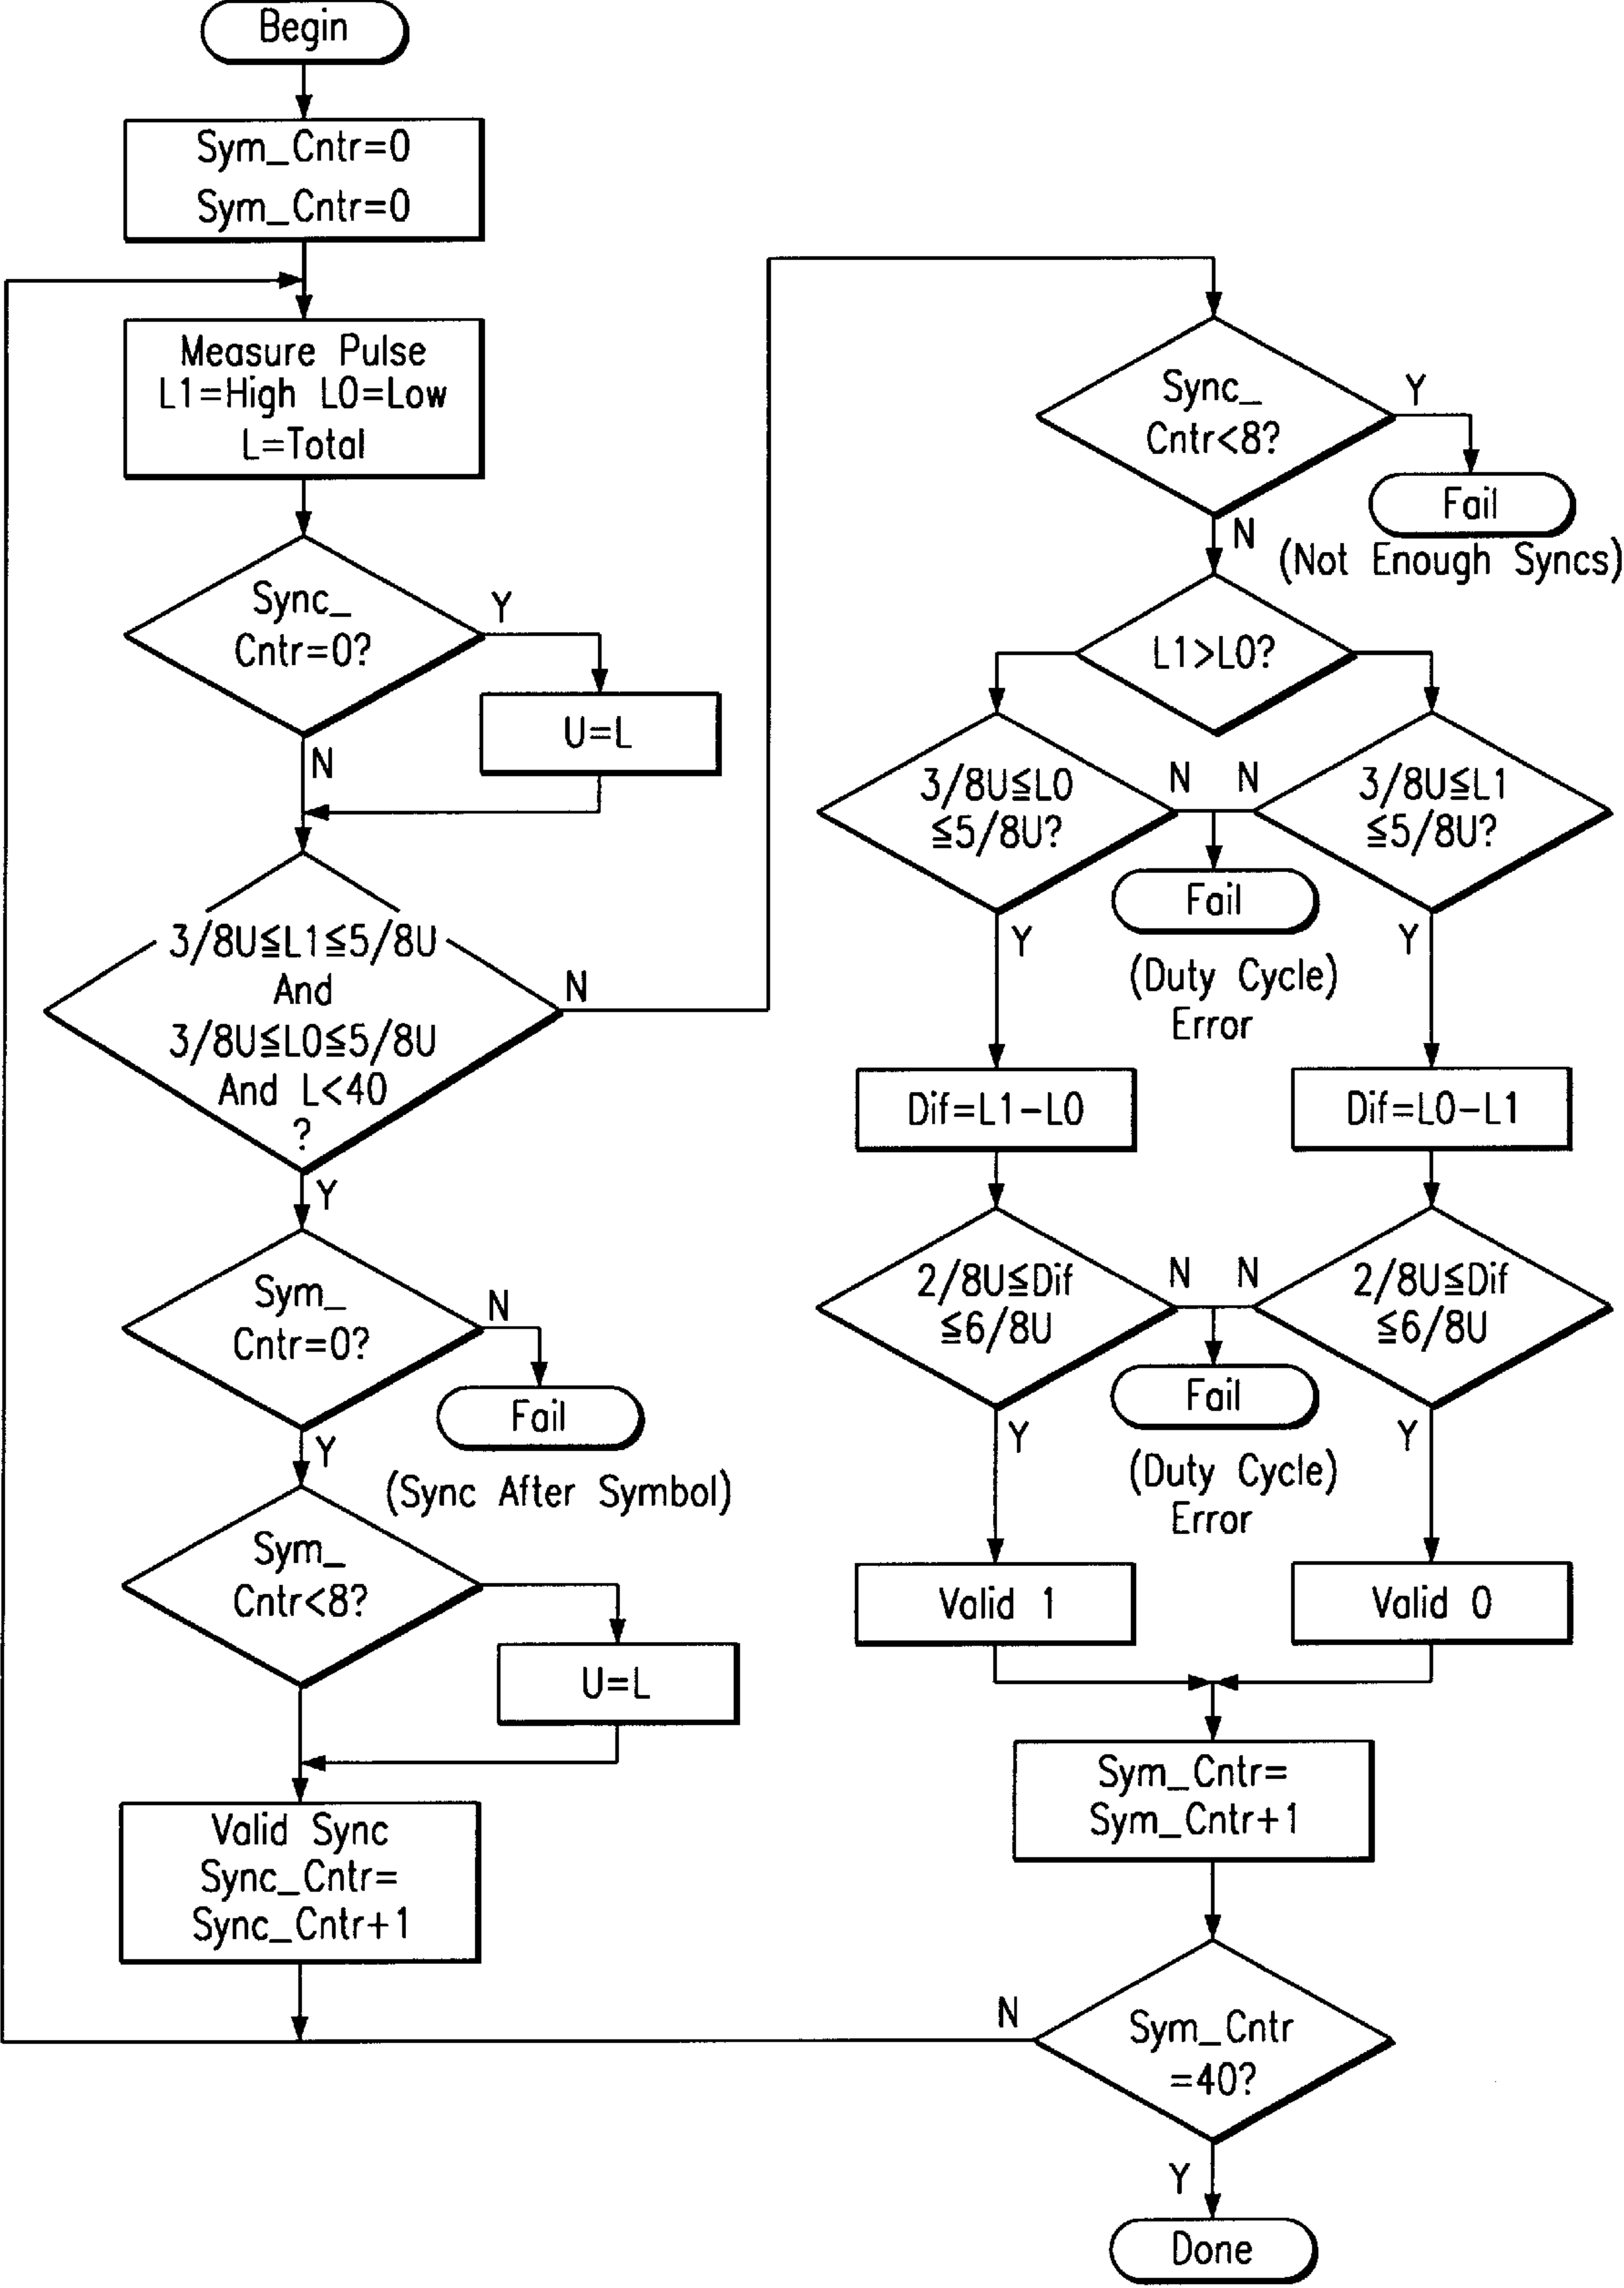 Begin
Sym_Cntr=0
Sym_Cntr=0
Measure Pulse
L1=High L0=Low
L=Total
Sync_
Cntr=0?
Y
U=L
N
3/8U≦L1≦5/8U
And
3/8U≦L0≦5/8U
And L<40
?
N
Y
Sym_
Cntr=0?
N
Fail
(Sync After Symbol)
Y
Sym_
Cntr<8?
U=L
Valid Sync
Sync_Cntr=
Sync_Cntr+1
Sync_
Cntr<8?
Y
Fail
(Not Enough Syncs)
N
L1>L0?
3/8U≦L0
≦5/8U?
N
N
3/8U≦L1
≦5/8U?
Fail
(Duty Cycle)
Error
Y
Y
Dif=L1-L0
Dif=L0-L1
2/8U≦Dif
≦6/8U
N
N
2/8U≦Dif
≦6/8U
Fail
(Duty Cycle)
Error
Y
Y
Valid 1
Valid 0
Sym_Cntr=
Sym_Cntr+1
N
Sym_Cntr
=40?
Y
Done